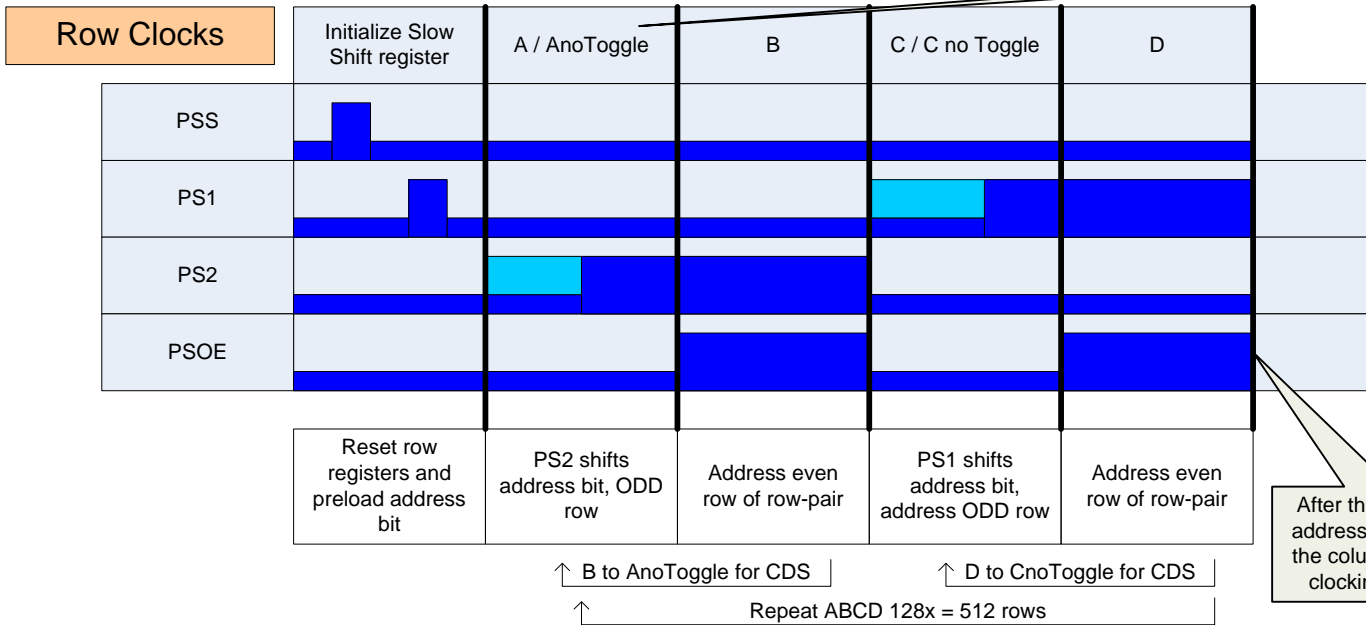 Row Clocks
Initialize Slow
Shift register
A / AnoToggle
B
C / C no Toggle
D
PSS
PS1
PS2
PSOE
Reset row
registers and
preload address
bit
PS2 shifts
address bit, ODD
row
Address even
row of row-pair
PS1 shifts
address bit,
address ODD row
Address even
row of row-pair
After th
address
the colu
clockin
B to AnoToggle for CDS
D to CnoToggle for CDS
Repeat ABCD 128x = 512 rows